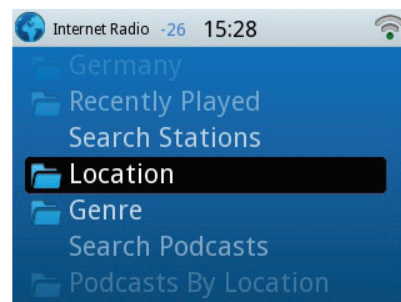 Internet Radio -26 15:28
Germany
Recently Played
Search Stations
Location
Genre
Search Podcasts
Podcasts By Location